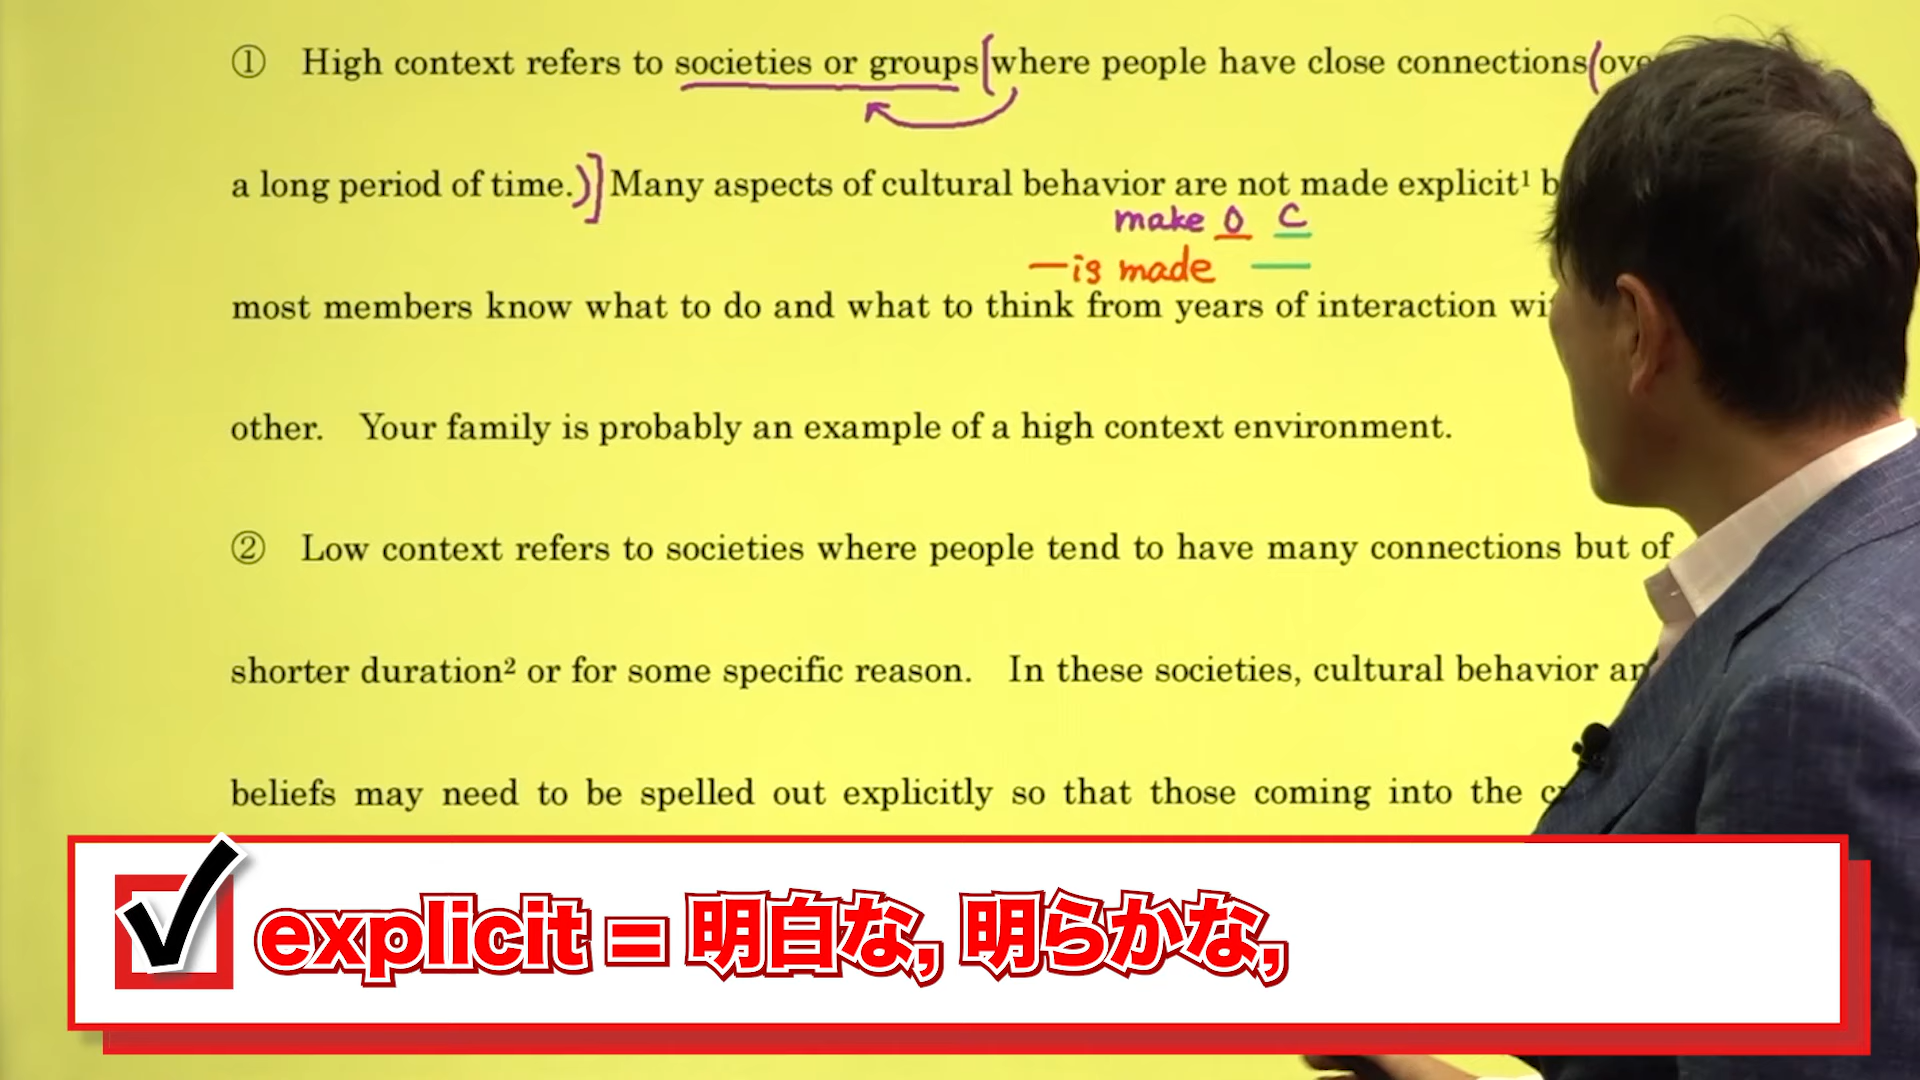 ① High context refers to societies or groups [where people have close connections (ove
a long period of time.)] Many aspects of cultural behavior are not made explicit¹ b
make O C
—is made —
most members know what to do and what to think from years of interaction wi
other. Your family is probably an example of a high context environment.
② Low context refers to societies where people tend to have many connections but of
shorter duration² or for some specific reason. In these societies, cultural behavior an
beliefs may need to be spelled out explicitly so that those coming into the c
explicit = 明白な, 明らかな,